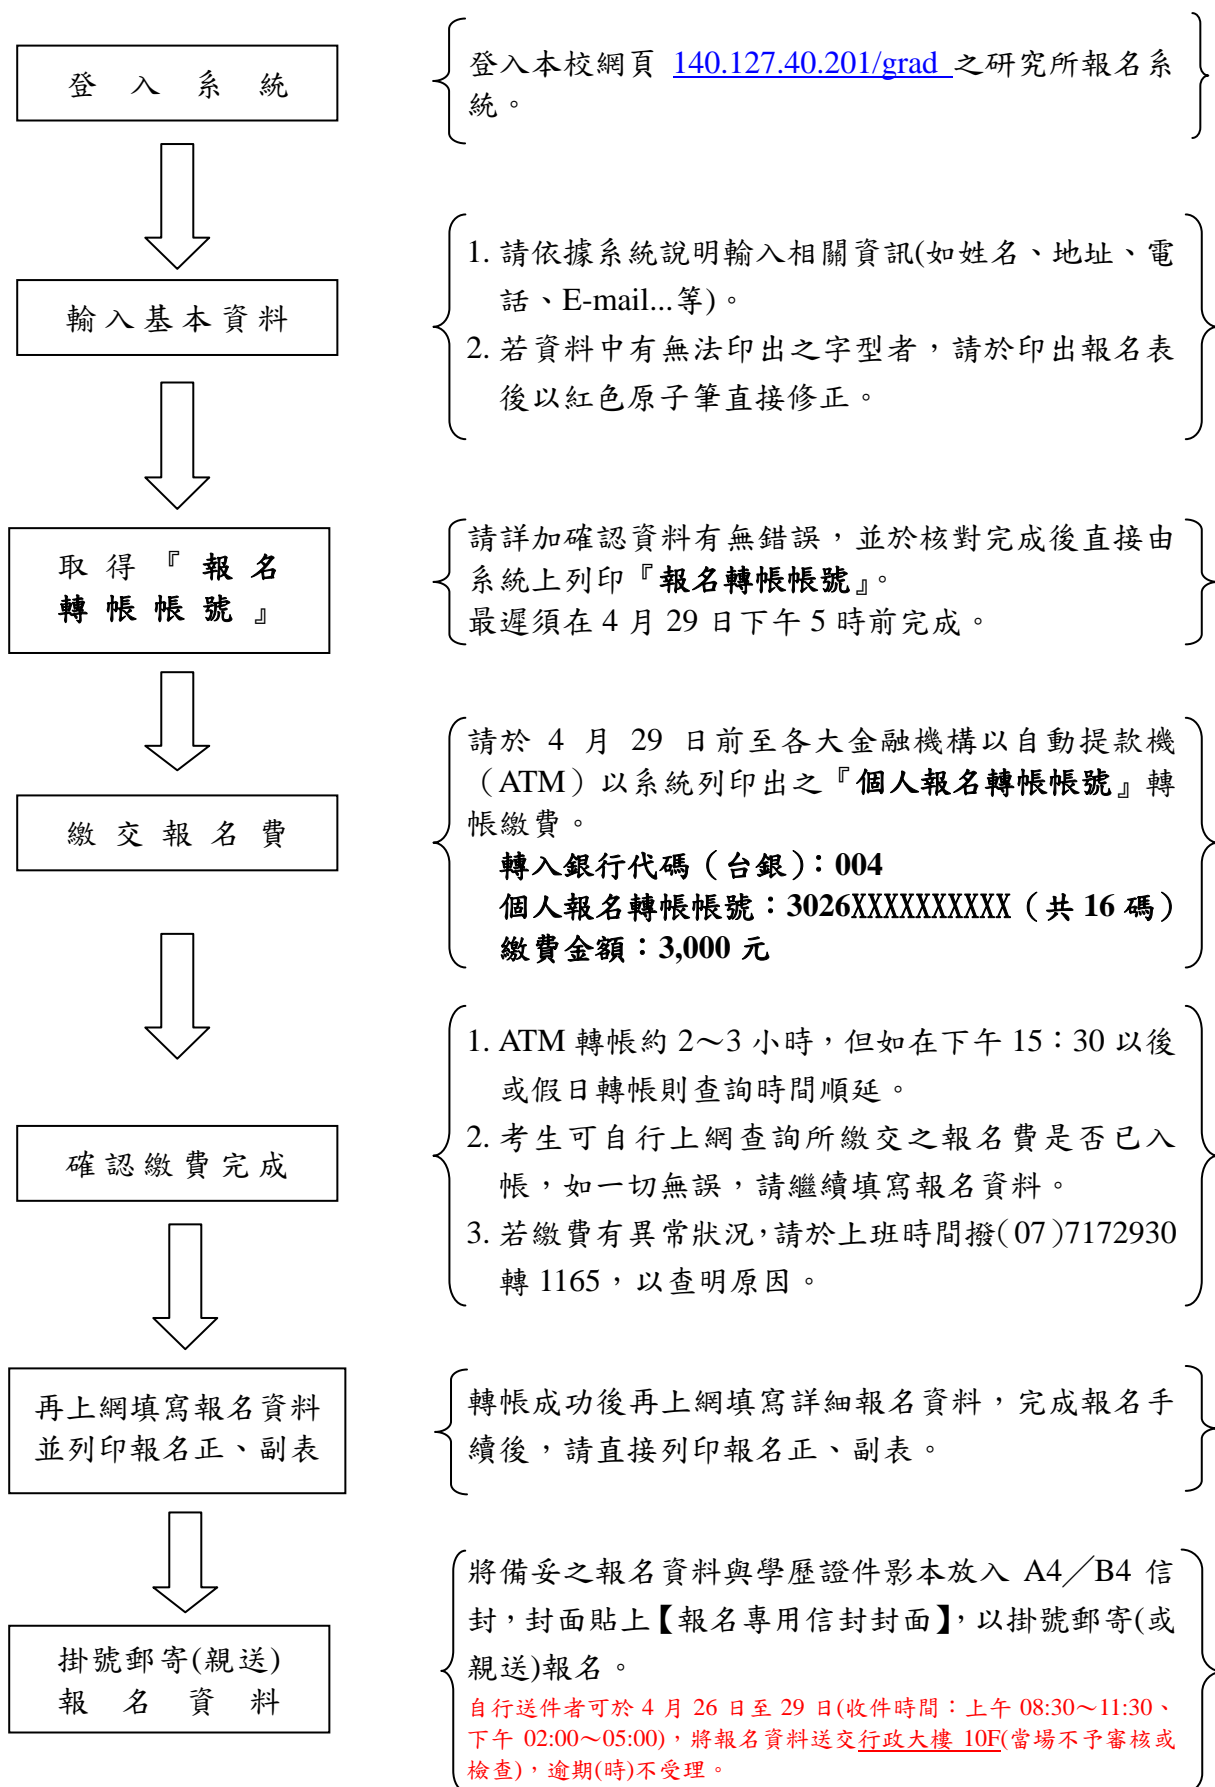 登入系統
登入本校網頁 140.127.40.201/grad 之研究所報名系
統。
輸入基本資料
1. 請依據系統說明輸入相關資訊(如姓名、地址、電
話、E-mail...等)。
2. 若資料中有無法印出之字型者，請於印出報名表
後以紅色原子筆直接修正。
取得『報名
轉帳帳號』
請詳加確認資料有無錯誤，並於核對完成後直接由
系統上列印『報名轉帳帳號』。
最遲須在 4 月 29 日下午 5 時前完成。
繳交報名費
請於 4 月 29 日前至各大金融機構以自動提款機
（ATM）以系統列印出之『個人報名轉帳帳號』轉
帳繳費。
轉入銀行代碼（台銀）：004
個人報名轉帳帳號：3026XXXXXXXXXX（共 16 碼）
繳費金額：3,000 元
確認繳費完成
1. ATM 轉帳約 2～3 小時，但如在下午 15：30 以後
或假日轉帳則查詢時間順延。
2. 考生可自行上網查詢所繳交之報名費是否已入
帳，如一切無誤，請繼續填寫報名資料。
3. 若繳費有異常狀況，請於上班時間撥(07)7172930
轉 1165，以查明原因。
再上網填寫報名資料
並列印報名正、副表
轉帳成功後再上網填寫詳細報名資料，完成報名手
續後，請直接列印報名正、副表。
掛號郵寄(親送)
報名資料
將備妥之報名資料與學歷證件影本放入 A4／B4 信
封，封面貼上【報名專用信封封面】，以掛號郵寄(或
親送)報名。
自行送件者可於 4 月 26 日至 29 日(收件時間：上午 08:30～11:30、
下午 02:00～05:00)，將報名資料送交行政大樓 10F(當場不予審核或
檢查)，逾期(時)不受理。